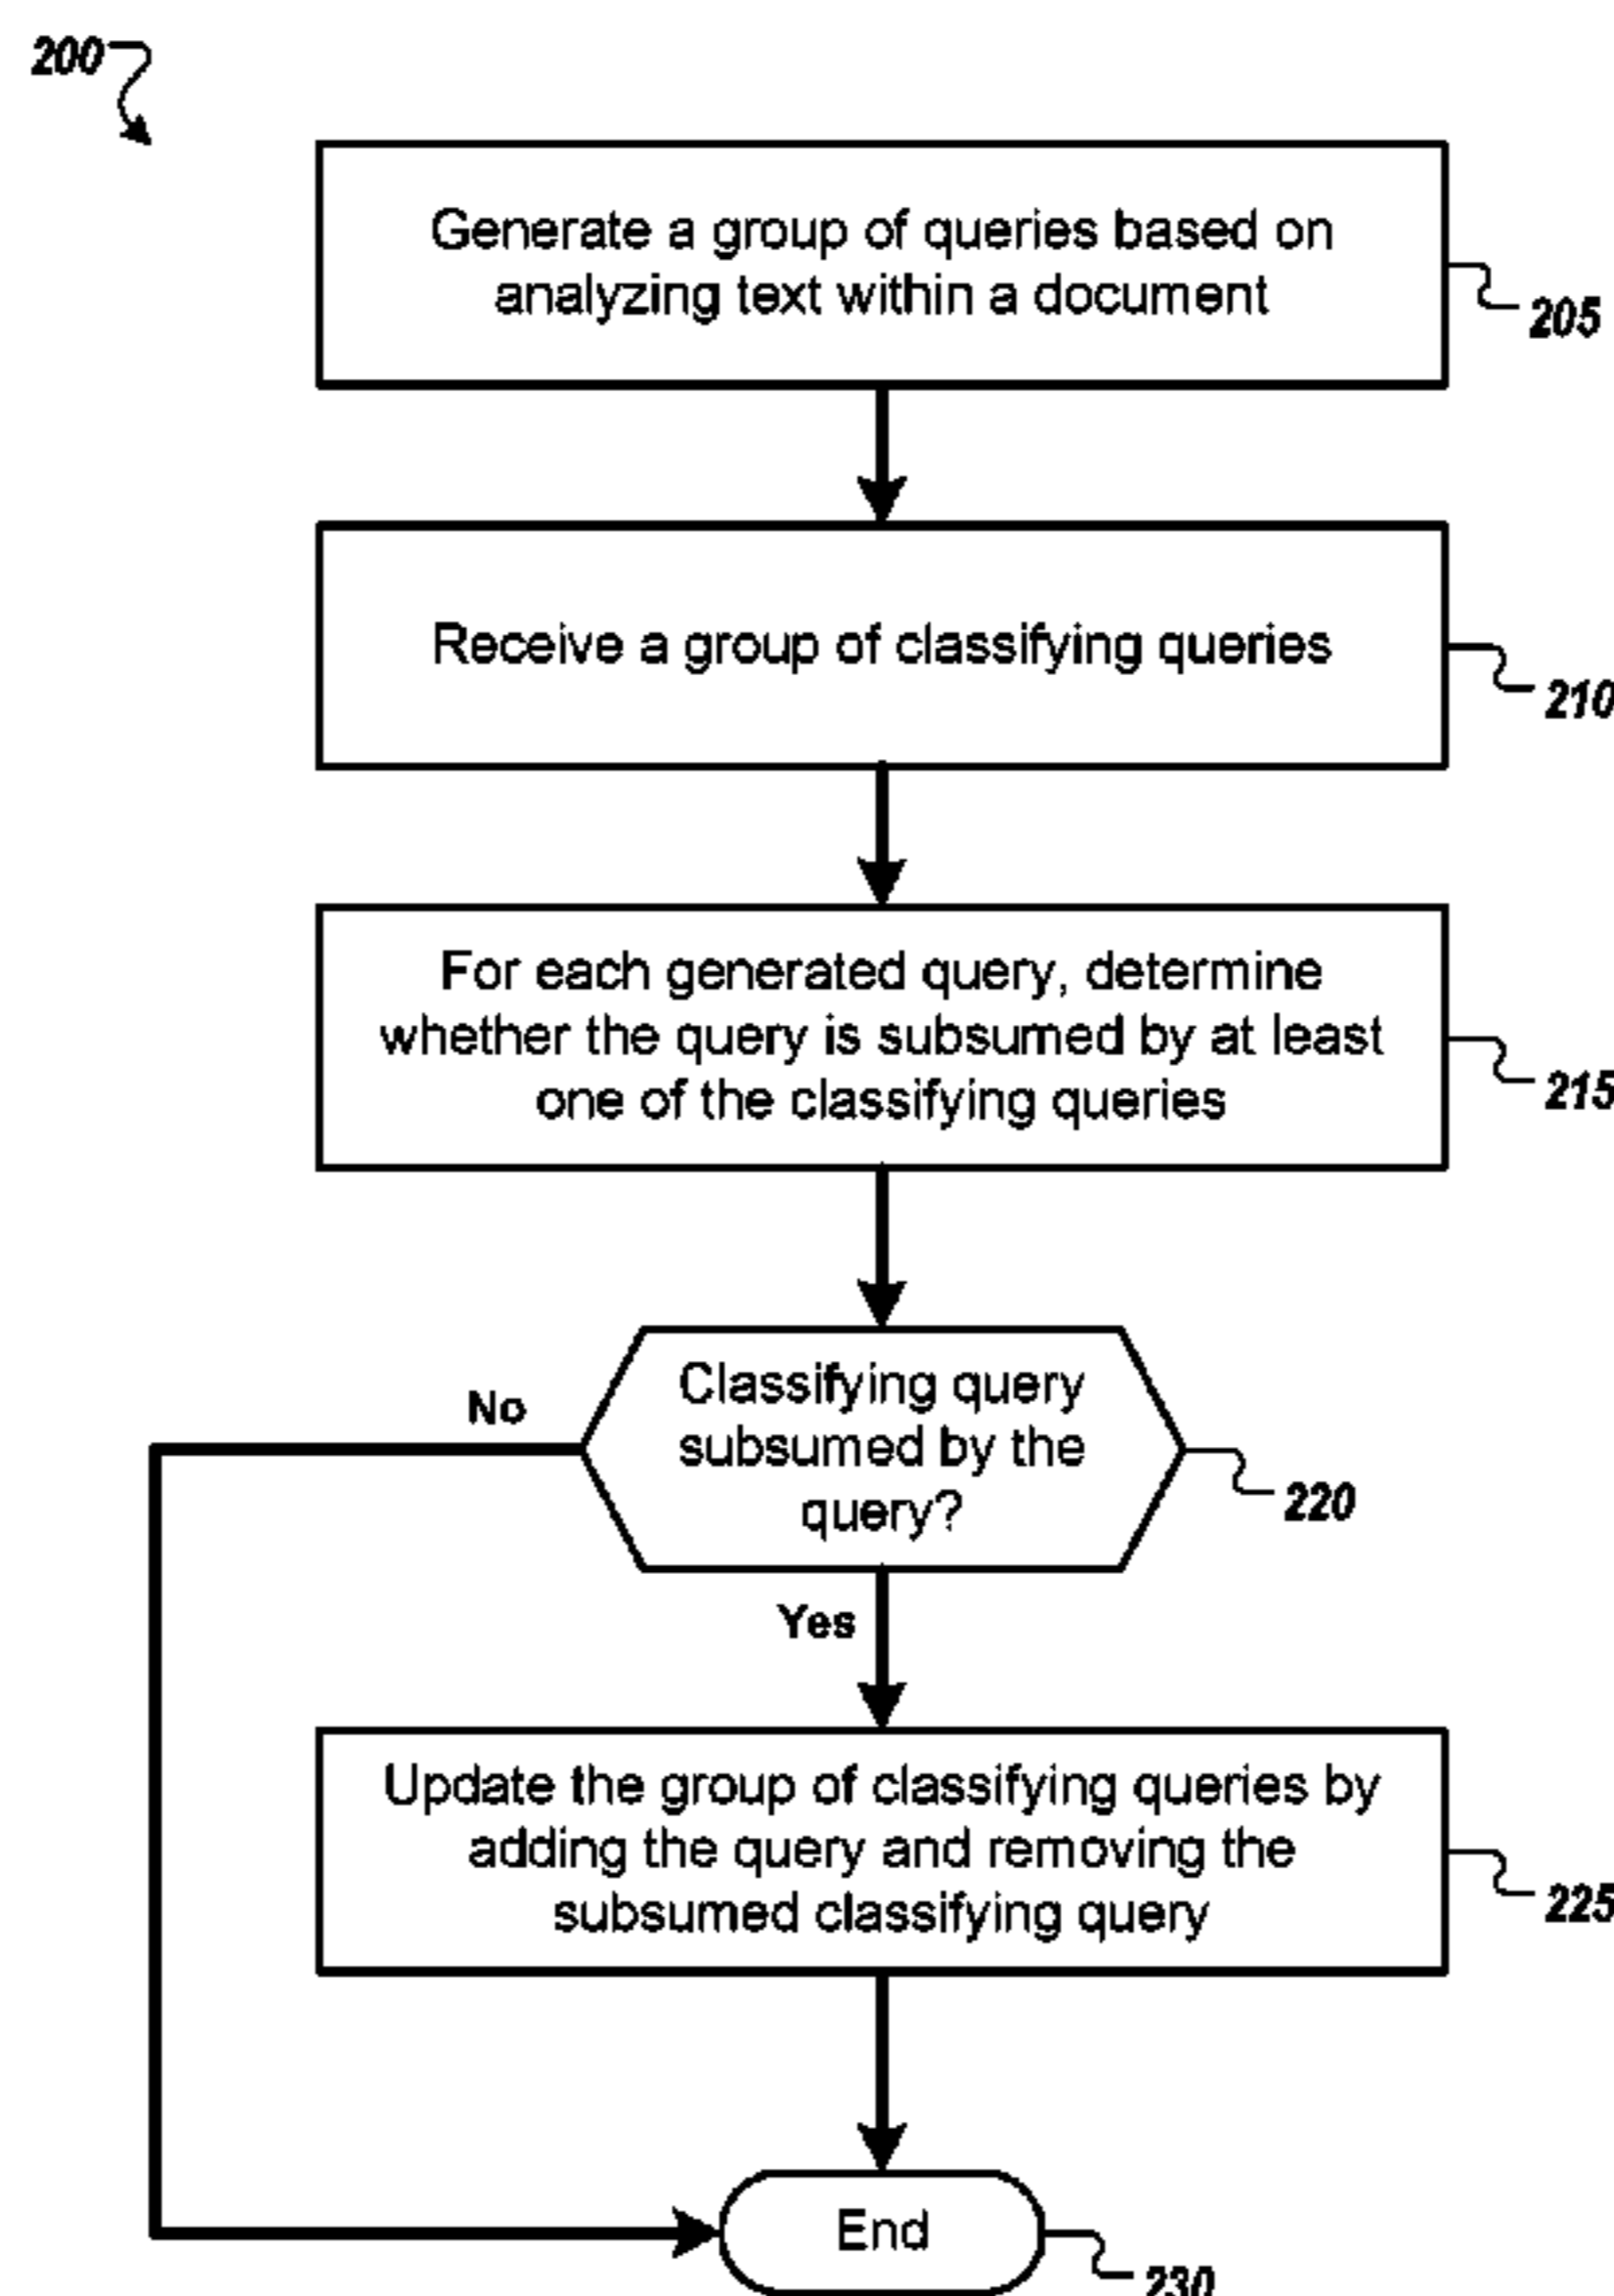 200
Generate a group of queries based on
analyzing text within a document
205
Receive a group of classifying queries
210
For each generated query, determine
whether the query is subsumed by at least
one of the classifying queries
215
No
Classifying query
subsumed by the
query?
220
Yes
Update the group of classifying queries by
adding the query and removing the
subsumed classifying query
225
End
230